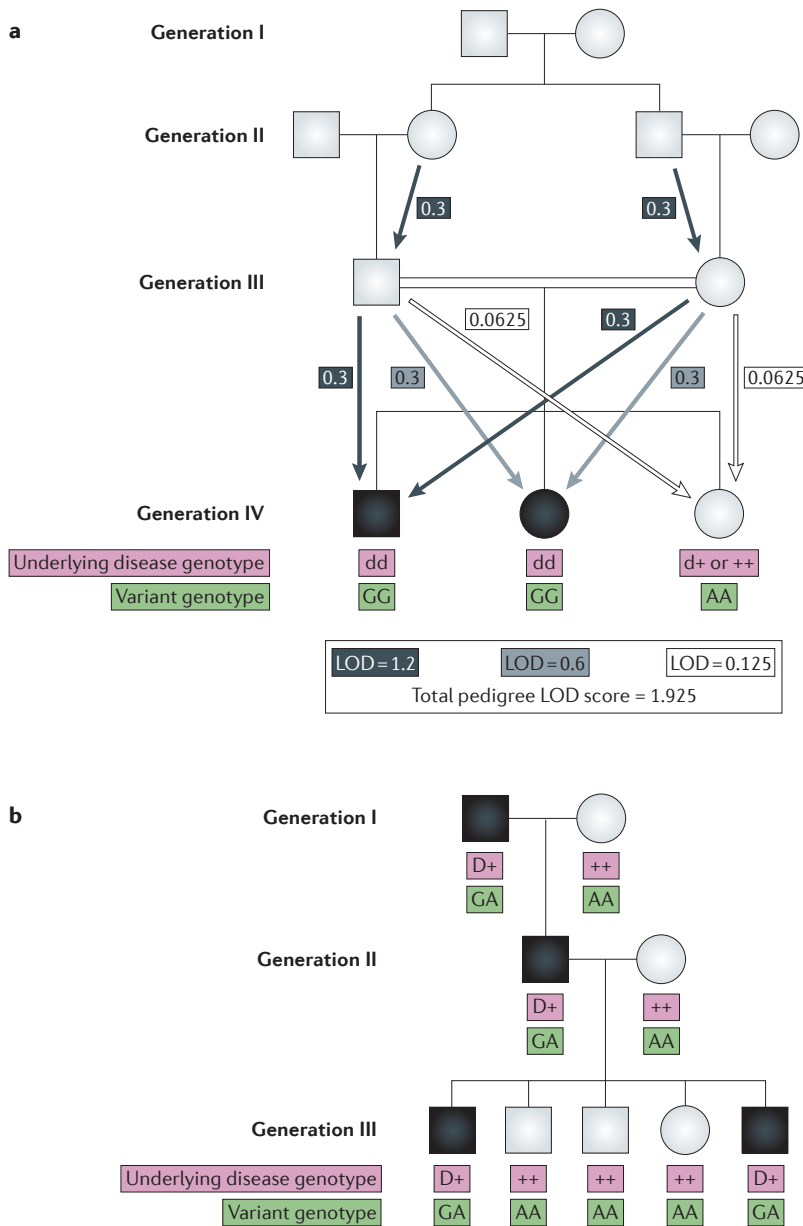 a
Generation I
Generation II
0.3
0.3
Generation III
0.0625
0.3
0.3
0.3
0.3
0.0625
Generation IV
Underlying disease genotype
dd
dd
d+ or ++
Variant genotype
GG
GG
AA
LOD = 1.2
LOD = 0.6
LOD = 0.125
Total pedigree LOD score = 1.925
b
Generation I
D+
++
GA
AA
Generation II
D+
++
GA
AA
Generation III
Underlying disease genotype
D+
++
++
++
D+
Variant genotype
GA
AA
AA
AA
GA